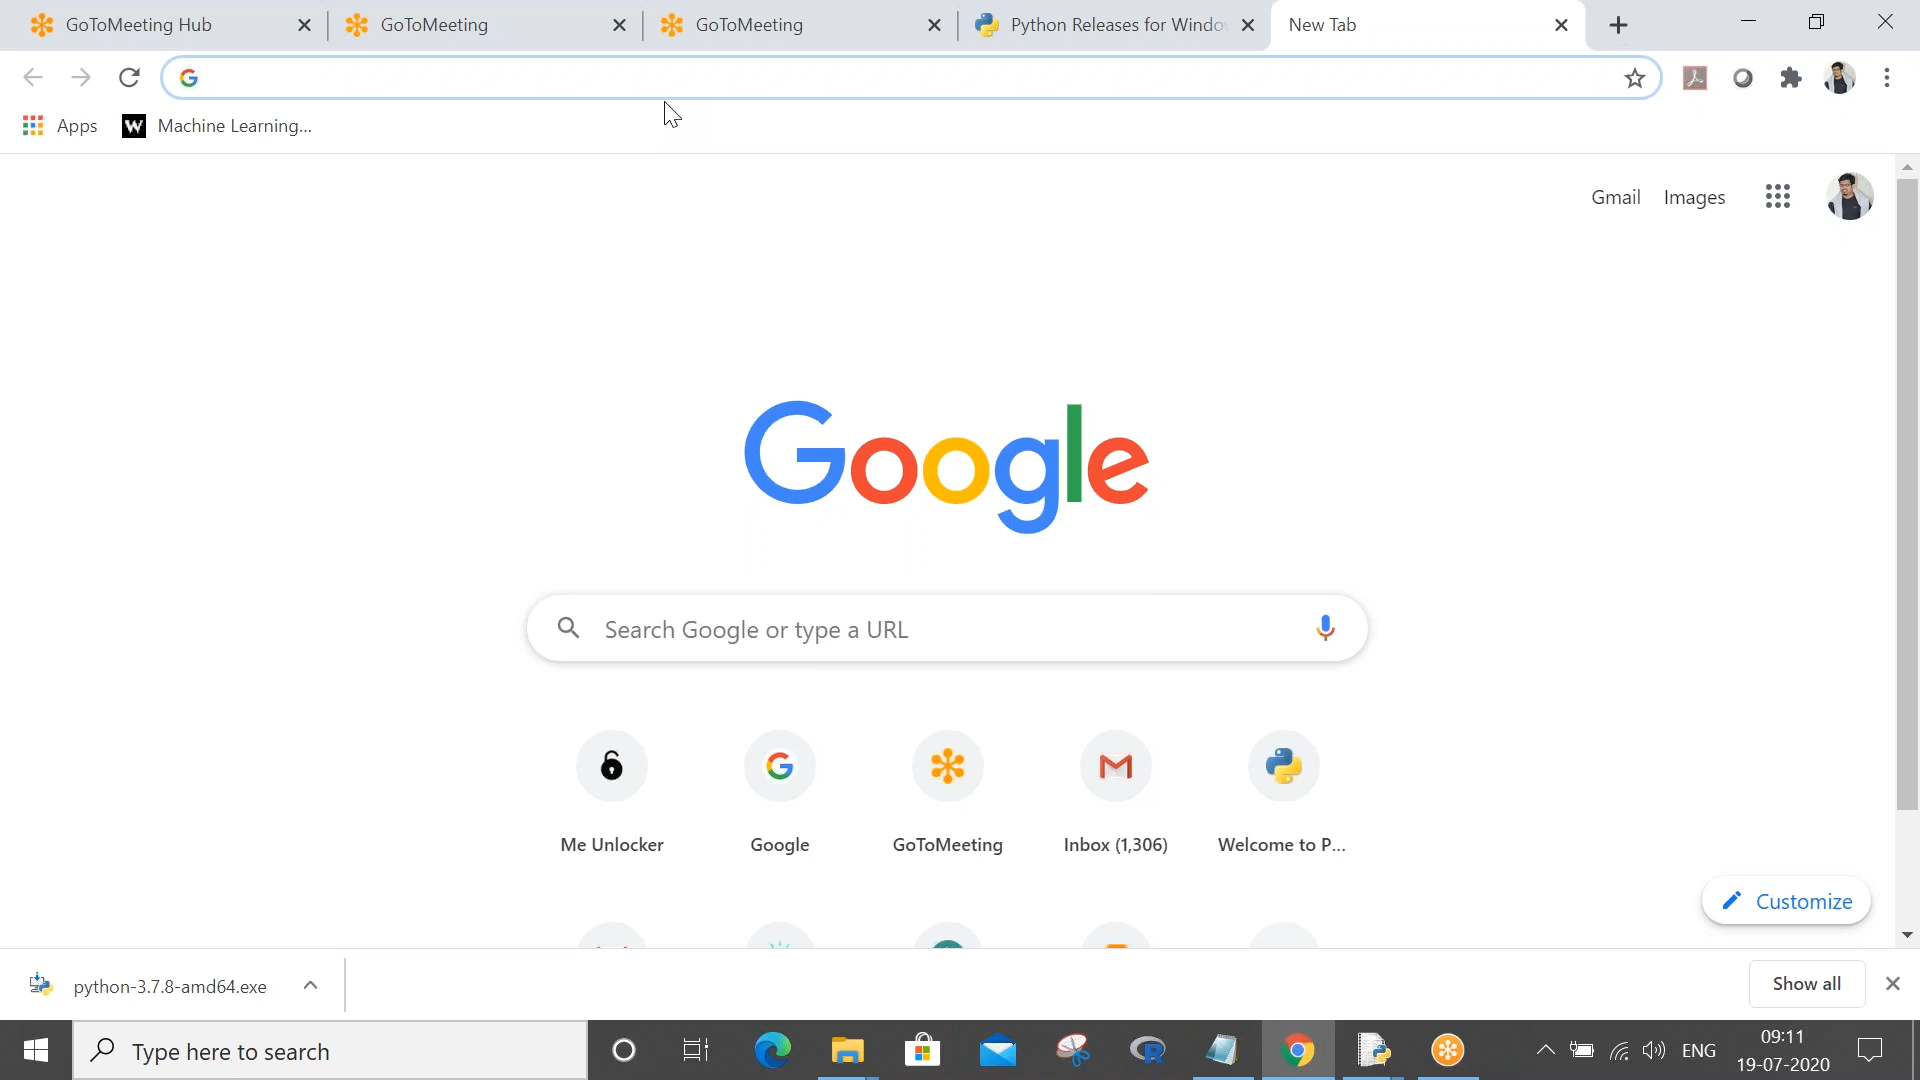 GoToMeeting Hub
GoToMeeting
GoToMeeting
Python Releases for Windo
New Tab
Apps
Machine Learning...
Gmail
Images
Google
Search Google or type a URL
Me Unlocker
Google
GoToMeeting
Inbox (1,306)
Welcome to P...
Customize
python-3.7.8-amd64.exe
Show all
Type here to search
ENG
09:11
19-07-2020